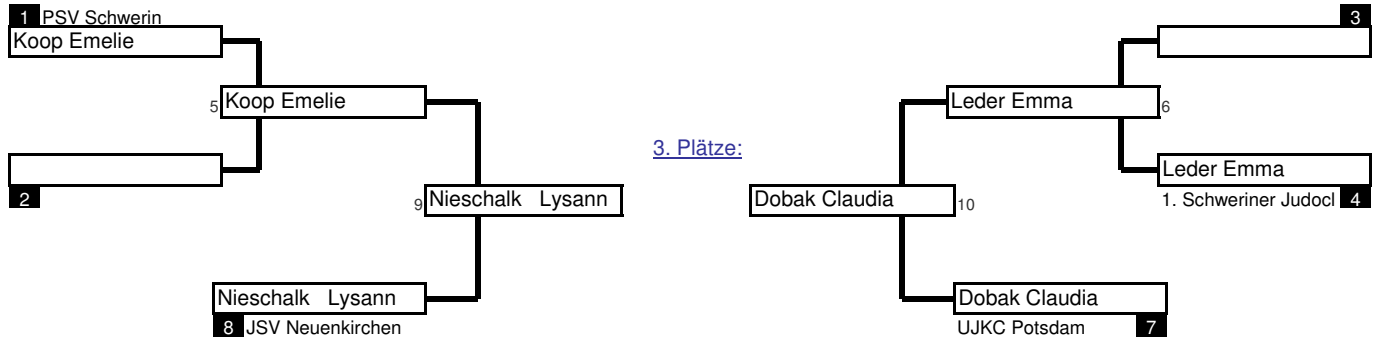 1 PSV Schwerin
3
Koop Emelie
5 Koop Emelie
Leder Emma 6
3. Plätze:
Leder Emma
2
9 Nieschalk Lysann
Dobak Claudia 10
1. Schweriner Judocl 4
Nieschalk Lysann
Dobak Claudia
8 JSV Neuenkirchen
UJKC Potsdam 7